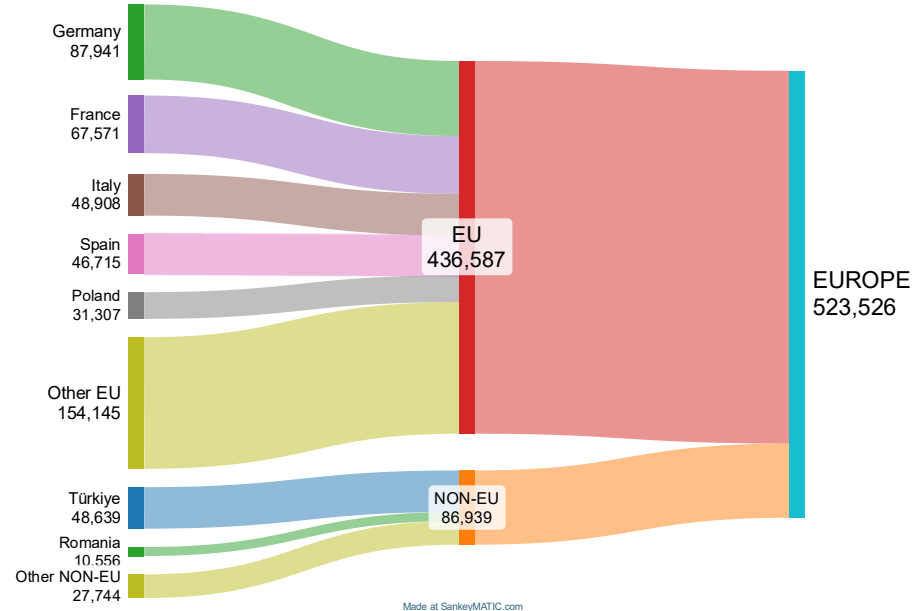 Germany
87,941
France
67,571
Italy
48,908
Spain
46,715
Poland
31,307
Other EU
154,145
Türkiye
48,639
Romania
10,556
Other NON-EU
27,744
EU
436,587
NON-EU
86,939
EUROPE
523,526
Made at SankeyMATIC.com